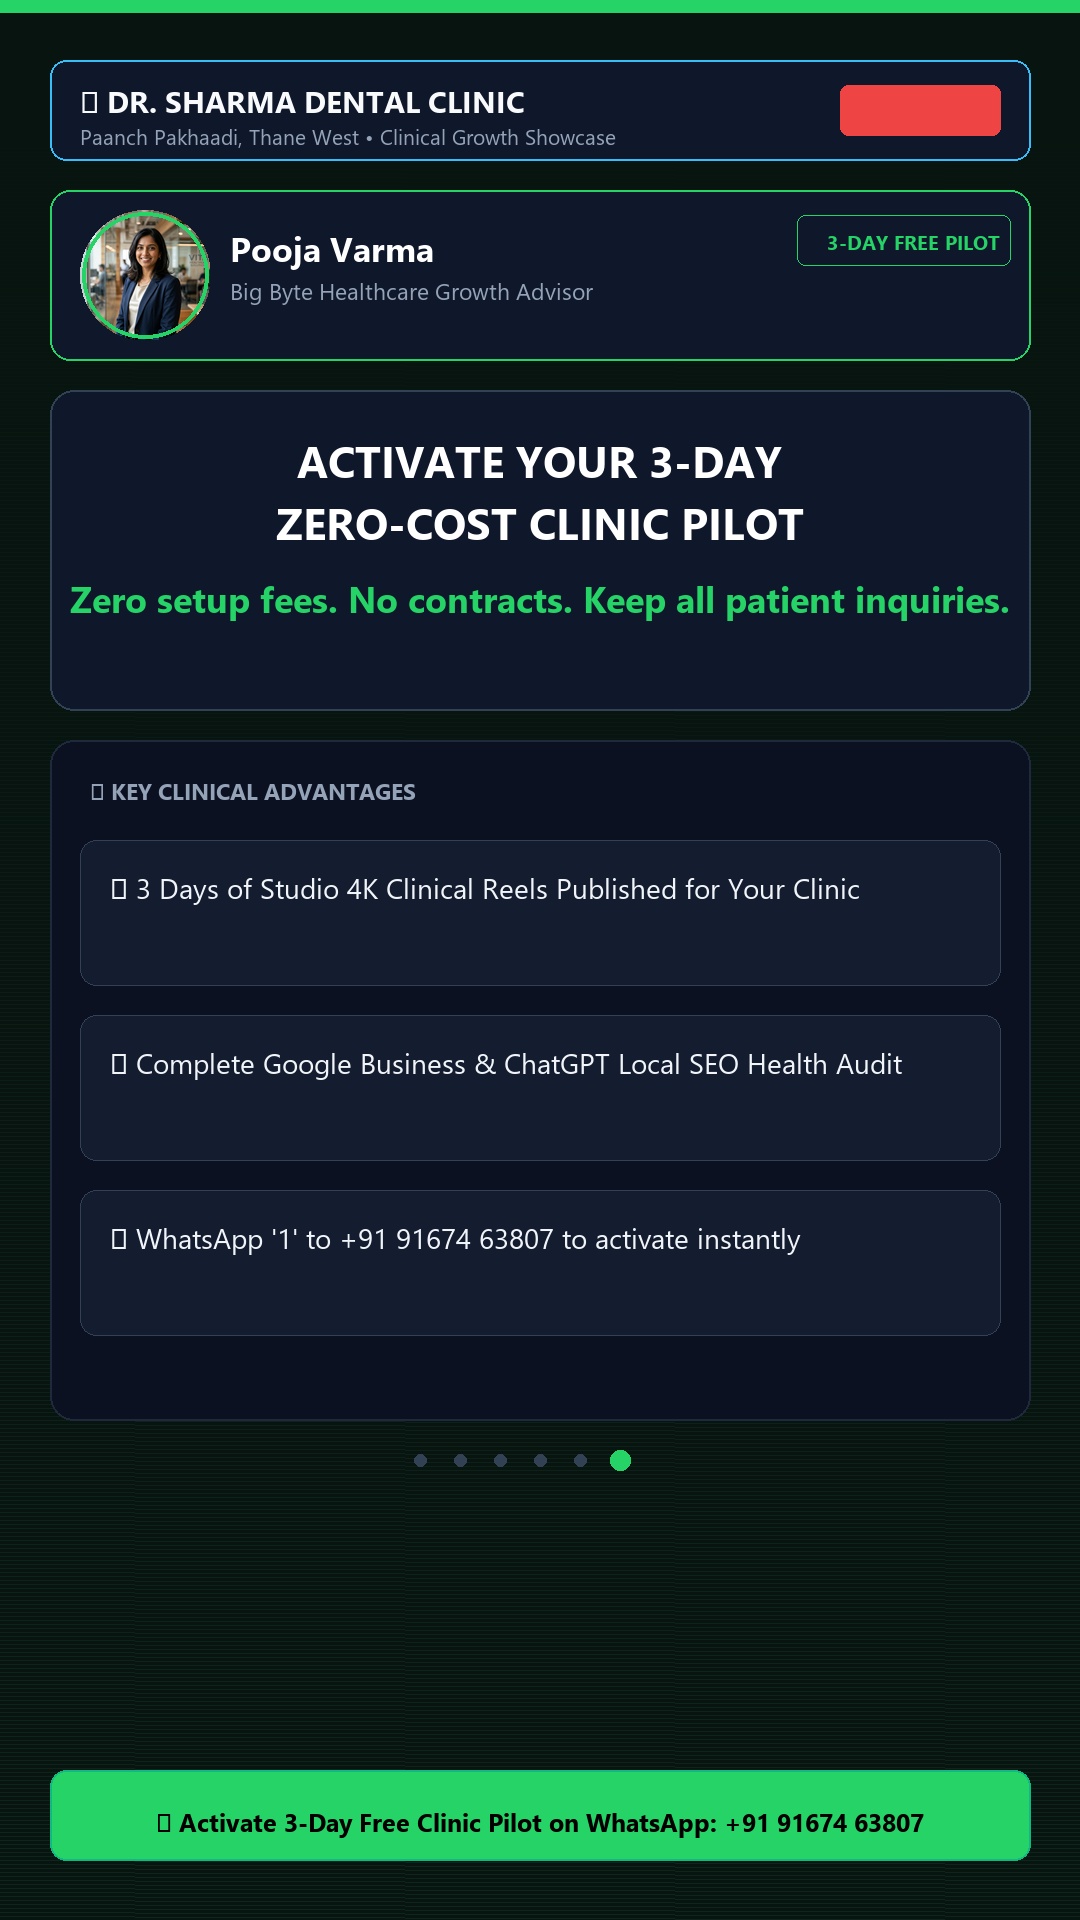 DR. SHARMA DENTAL CLINIC
Paanch Pakhaadi, Thane West • Clinical Growth Showcase
Pooja Varma
Big Byte Healthcare Growth Advisor
3-DAY FREE PILOT
ACTIVATE YOUR 3-DAY
ZERO-COST CLINIC PILOT
Zero setup fees. No contracts. Keep all patient inquiries.
KEY CLINICAL ADVANTAGES
3 Days of Studio 4K Clinical Reels Published for Your Clinic
Complete Google Business & ChatGPT Local SEO Health Audit
WhatsApp '1' to +91 91674 63807 to activate instantly
Activate 3-Day Free Clinic Pilot on WhatsApp: +91 91674 63807